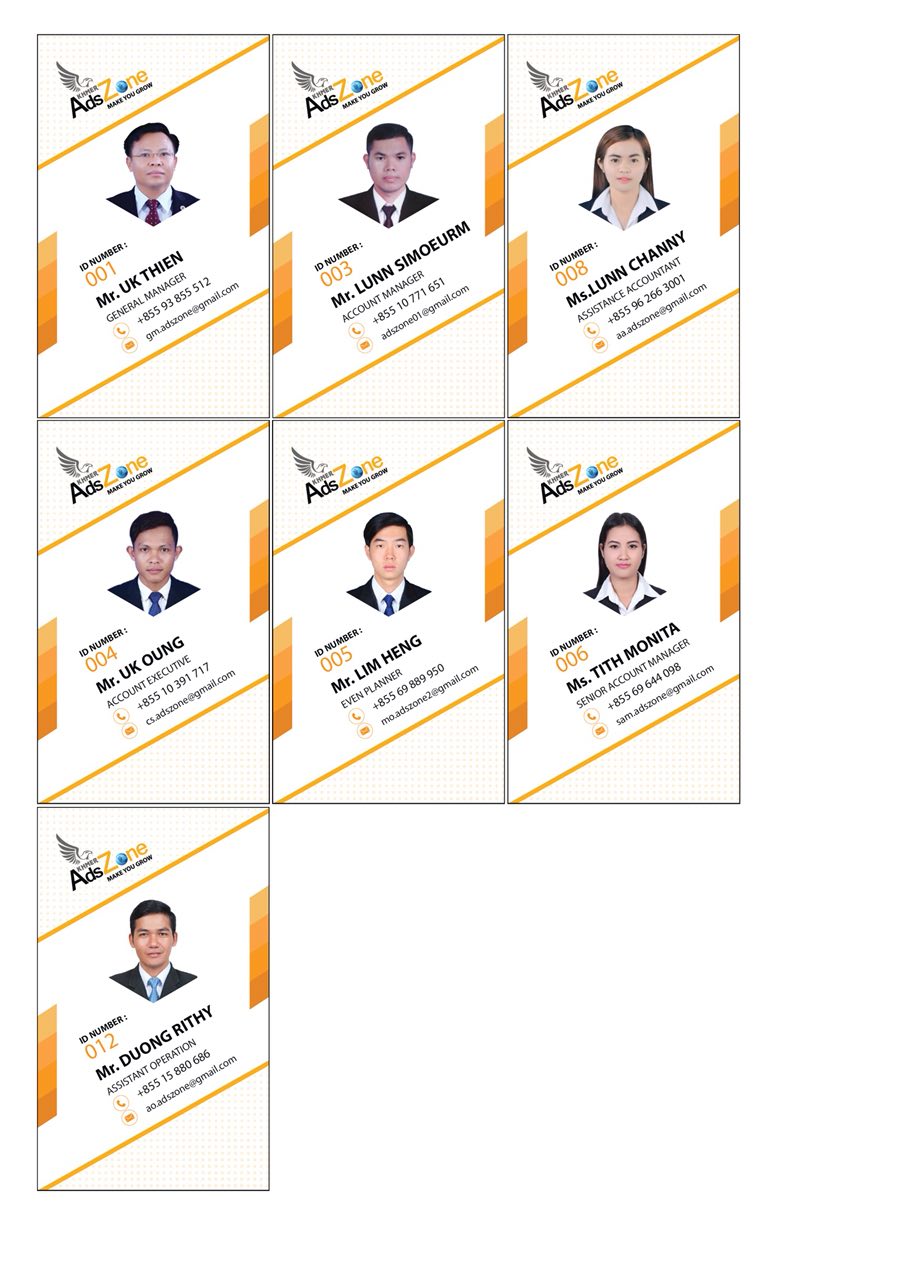 KHMER
AdsZone
MAKE YOU GROW
ID NUMBER :
001
Mr. UK THIEN
GENERAL MANAGER
+855 93 855 512
gm.adszone@gmail.com
KHMER
AdsZone
MAKE YOU GROW
ID NUMBER :
003
Mr. LUNN SIMOEURM
ACCOUNT MANAGER
+855 10 771 651
adszone01@gmail.com
KHMER
AdsZone
MAKE YOU GROW
ID NUMBER :
008
Ms.LUNN CHANNY
ASSISTANCE ACCOUNTANT
+855 96 266 3001
aa.adszone@gmail.com
KHMER
AdsZone
MAKE YOU GROW
ID NUMBER :
004
Mr. UK OUNG
ACCOUNT EXECUTIVE
+855 10 391 717
cs.adszone@gmail.com
KHMER
AdsZone
MAKE YOU GROW
ID NUMBER :
005
Mr. LIM HENG
EVEN PLANNER
+855 69 889 950
mo.adszone2@gmail.com
KHMER
AdsZone
MAKE YOU GROW
ID NUMBER :
006
Ms. TITH MONITA
SENIOR ACCOUNT MANAGER
+855 69 644 098
sam.adszone@gmail.com
KHMER
AdsZone
MAKE YOU GROW
ID NUMBER :
012
Mr. DUONG RITHY
ASSISTANT OPERATION
+855 15 880 686
ao.adszone@gmail.com